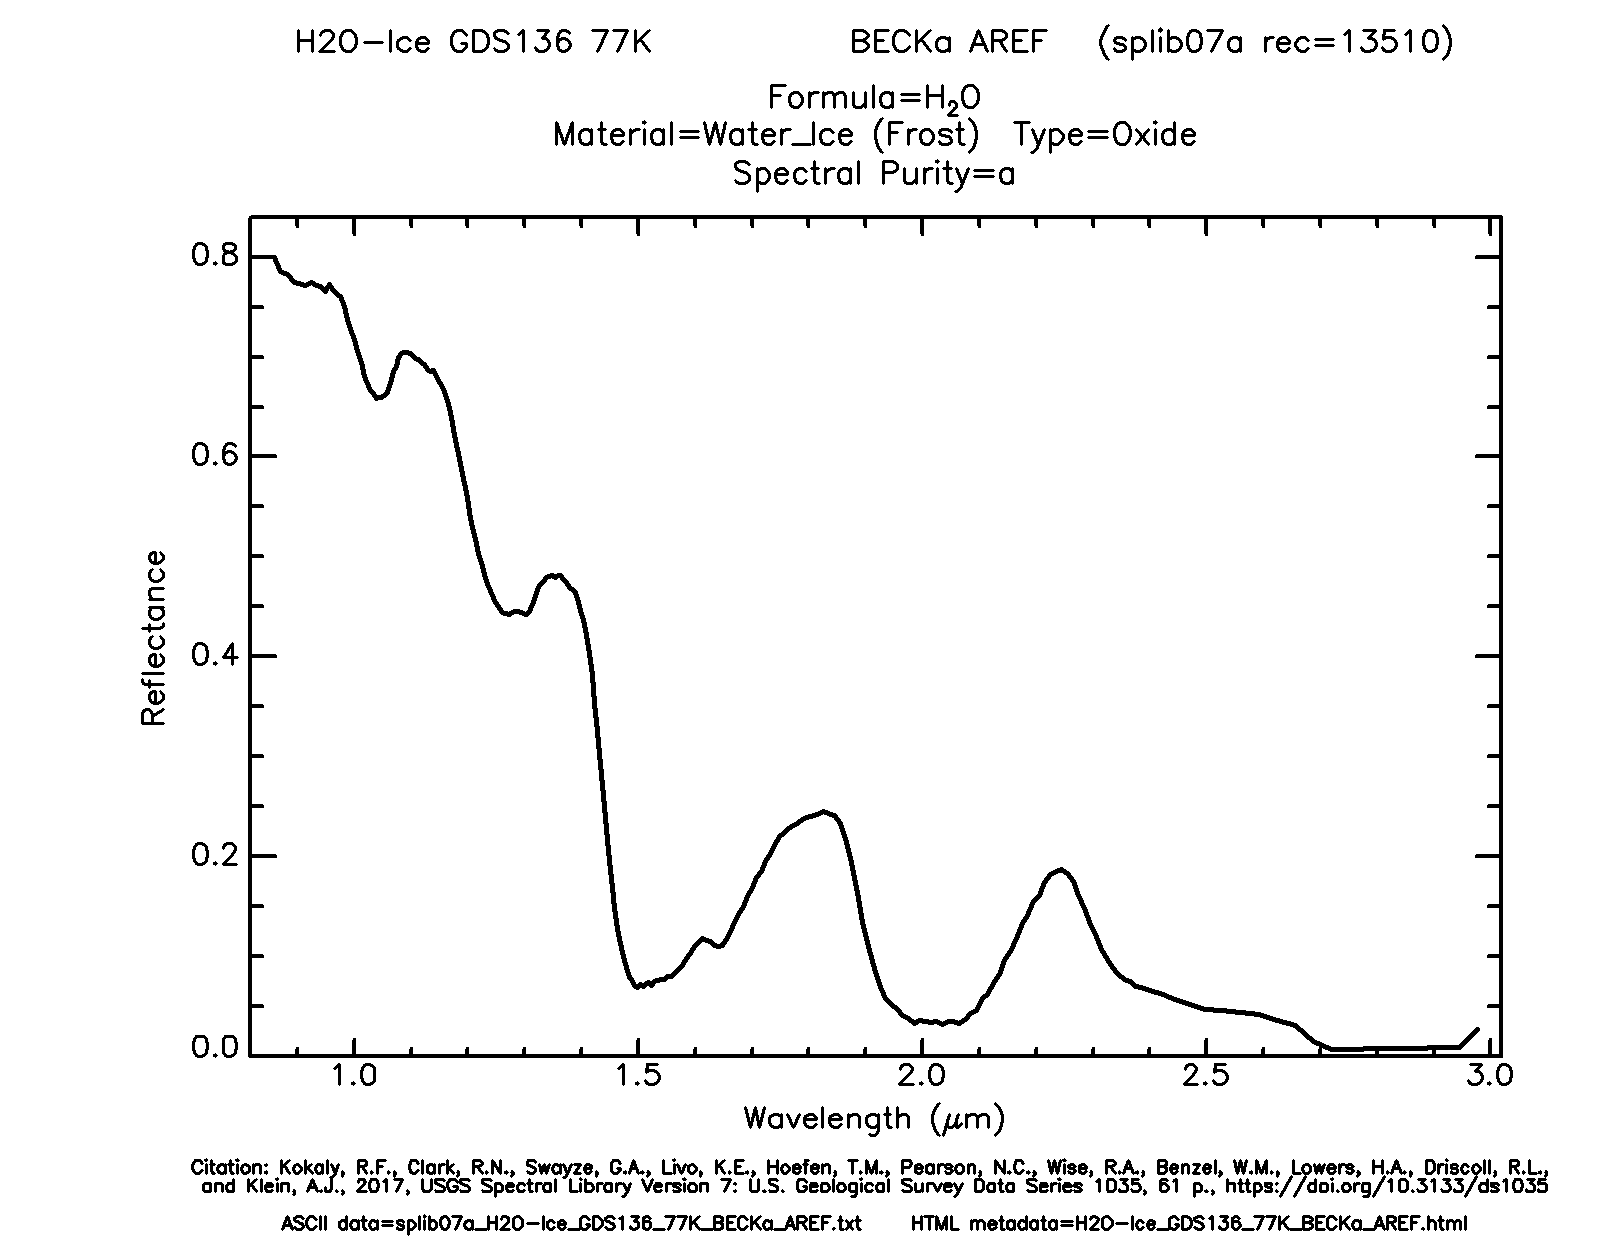 H2O-Ice GDS136 77K BECKa AREF (splib07a rec=13510)
Formula=H₂O
Material=Water_Ice (Frost) Type=Oxide
Spectral Purity=a
0.8
0.6
0.4
0.2
0.0
Reflectance
1.0 1.5 2.0 2.5 3.0
Wavelength (μm)
Citation: Kokaly, R.F., Clark, R.N., Swayze, G.A., Livo, K.E., Hoefen, T.M., Pearson, N.C., Wise, R.A., Benzel, W.M., Lowers, H.A., Driscoll, R.L.,
and Klein, A.J., 2017, USGS Spectral Library Version 7: U.S. Geological Survey Data Series 1035, 61 p., https://doi.org/10.3133/ds1035
ASCII data=splib07a_H2O-Ice_GDS136_77K_BECKa_AREF.txt HTML metadata=H2O-Ice_GDS136_77K_BECKa_AREF.html